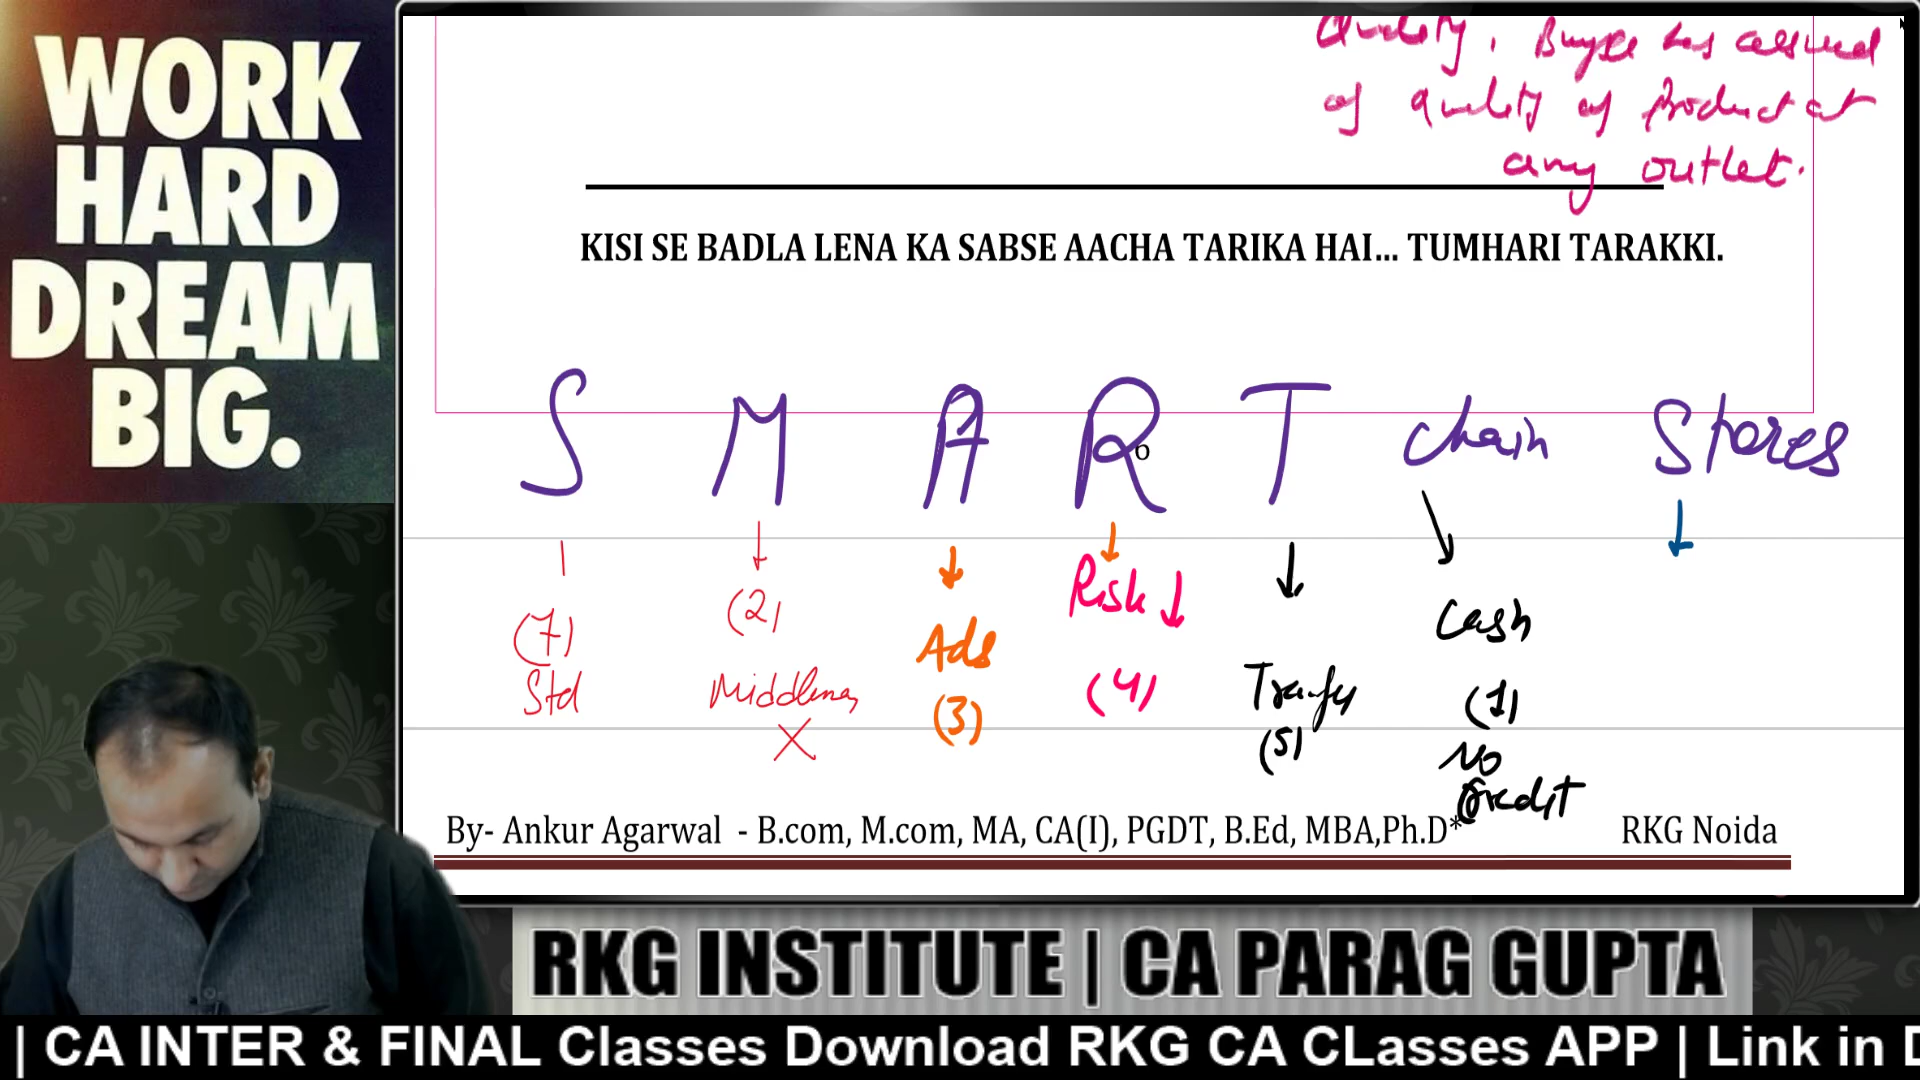 WORK
HARD
DREAM
BIG.
Quality. Buyer has assured
of quality of product at
any outlet.
KISI SE BADLA LENA KA SABSE AACHA TARIKA HAI... TUMHARI TARAKKI.
S M A R T Chain Stores
(7) Std
(2) Middlemen X
Ads (3)
Risk ↓ (4)
(5)
Cash (1) No Credit
By- Ankur Agarwal - B.com, M.com, MA, CA(I), PGDT, B.Ed, MBA,Ph.D* RKG Noida
RKG INSTITUTE | CA PARAG GUPTA
| CA INTER & FINAL Classes Download RKG CA CLasses APP | Link in D